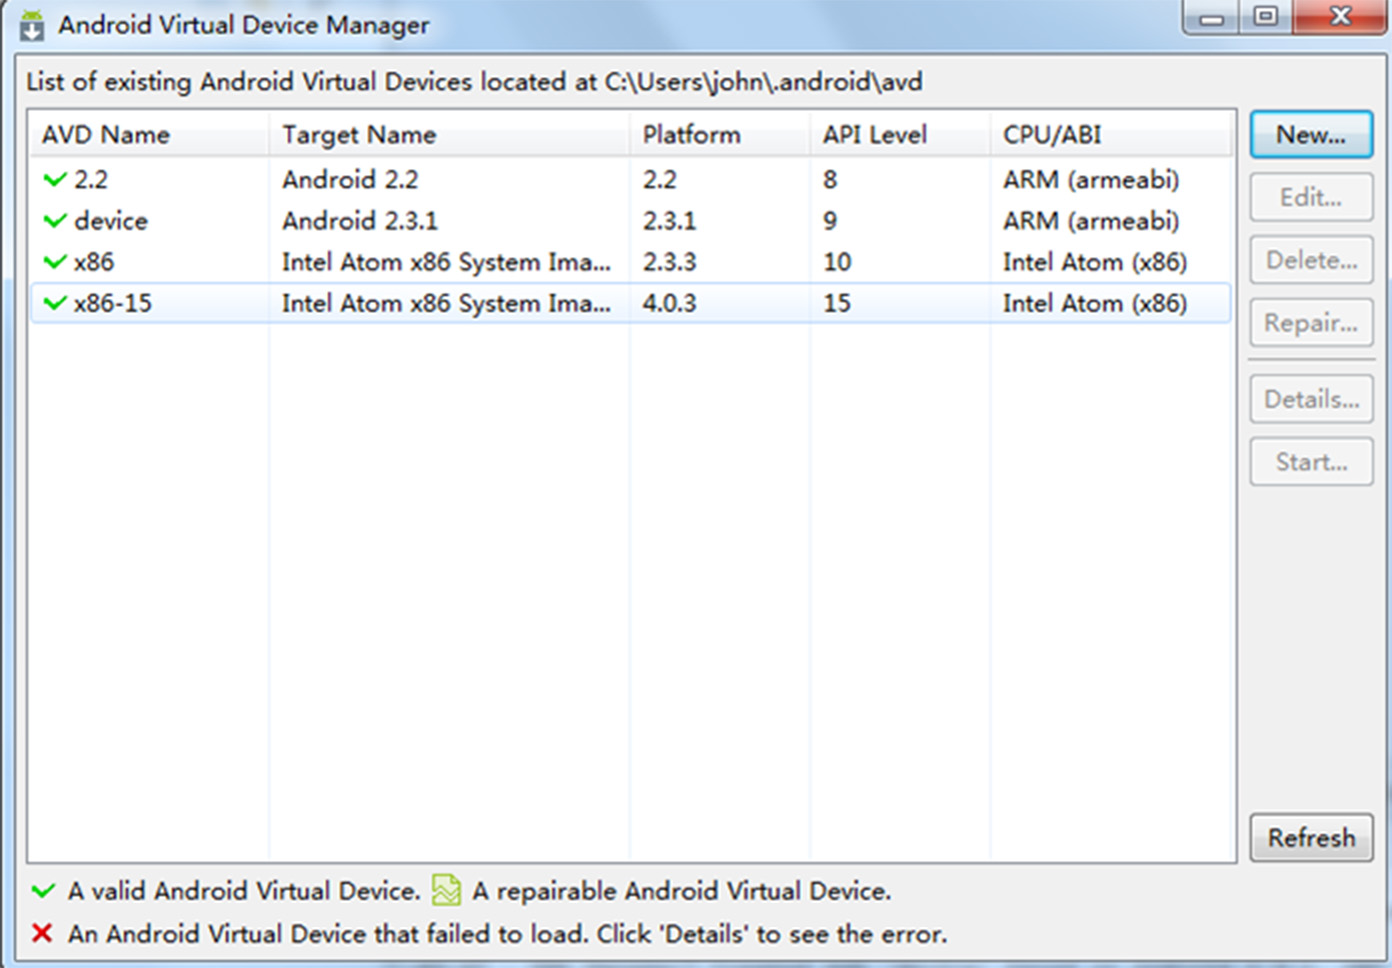 Android Virtual Device Manager
List of existing Android Virtual Devices located at C:\Users\john\.android\avd
AVD Name Target Name Platform API Level CPU/ABI
2.2 Android 2.2 2.2 8 ARM (armeabi)
device Android 2.3.1 2.3.1 9 ARM (armeabi)
x86 Intel Atom x86 System Ima... 2.3.3 10 Intel Atom (x86)
x86-15 Intel Atom x86 System Ima... 4.0.3 15 Intel Atom (x86)
New...
Edit...
Delete...
Repair...
Details...
Start...
Refresh
A valid Android Virtual Device. A repairable Android Virtual Device.
An Android Virtual Device that failed to load. Click 'Details' to see the error.